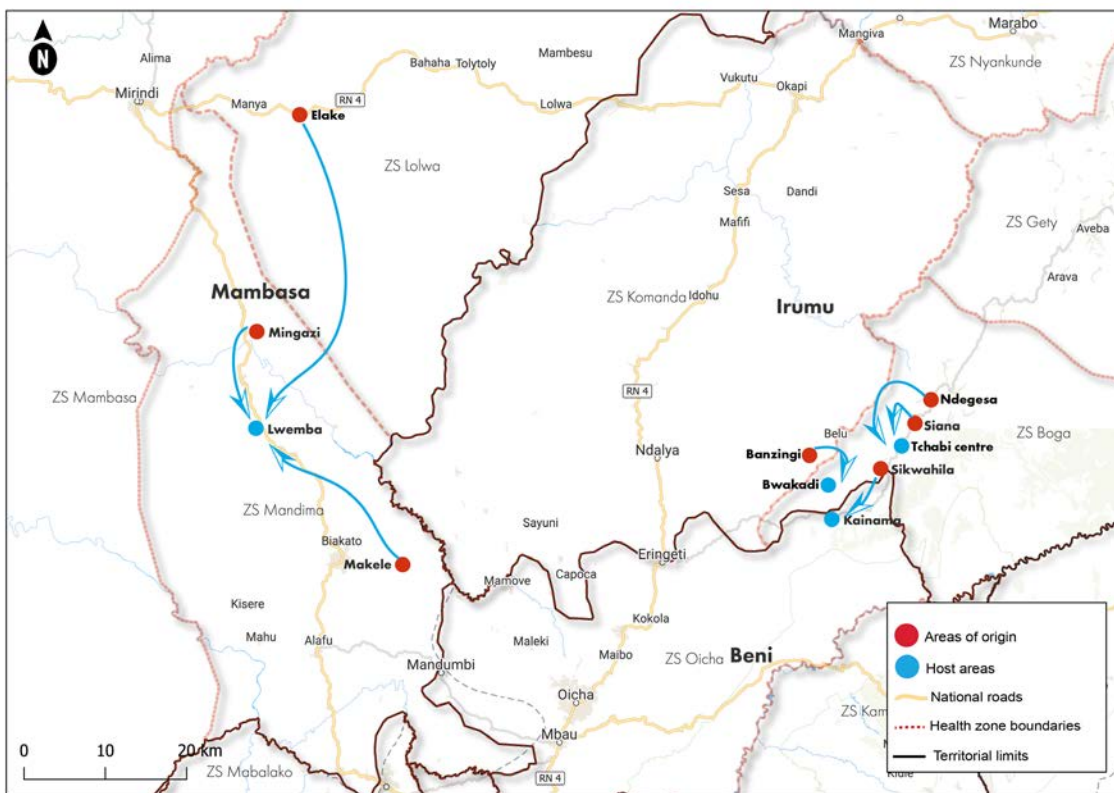 N
Marabo
Mangiva
ZS Nyankunde
Mambesu
Alima
Bahaha
Tolytoly
Vukutu
Okapi
Mirindi
Manya
RN 4
Lolwa
Elake
ZS Lolwa
Sesa
Dandi
Mafifi
ZS Gety
Aveba
Arava
Mambasa
ZS Komanda
Idohu
Irumu
Mingazi
RN 4
ZS Mambasa
Ndegesa
Siana
Lwemba
Belu
ZS Boga
Tchabi centre
Ndalya
Banzingi
Sikwahila
Bwakadi
ZS Mandima
Sayuni
Kainama
Biakato
Makele
Eringeti
Mamove
Capoca
Kisere
Kokola
Mahu
Alafu
Maleki
Maibo
ZS Oicha
Beni
Mandumbi
Oicha
ZS Kam
Mbau
ZS Mabalako
RN 4
0 10 20 km
Areas of origin
Host areas
National roads
Health zone boundaries
Territorial limits